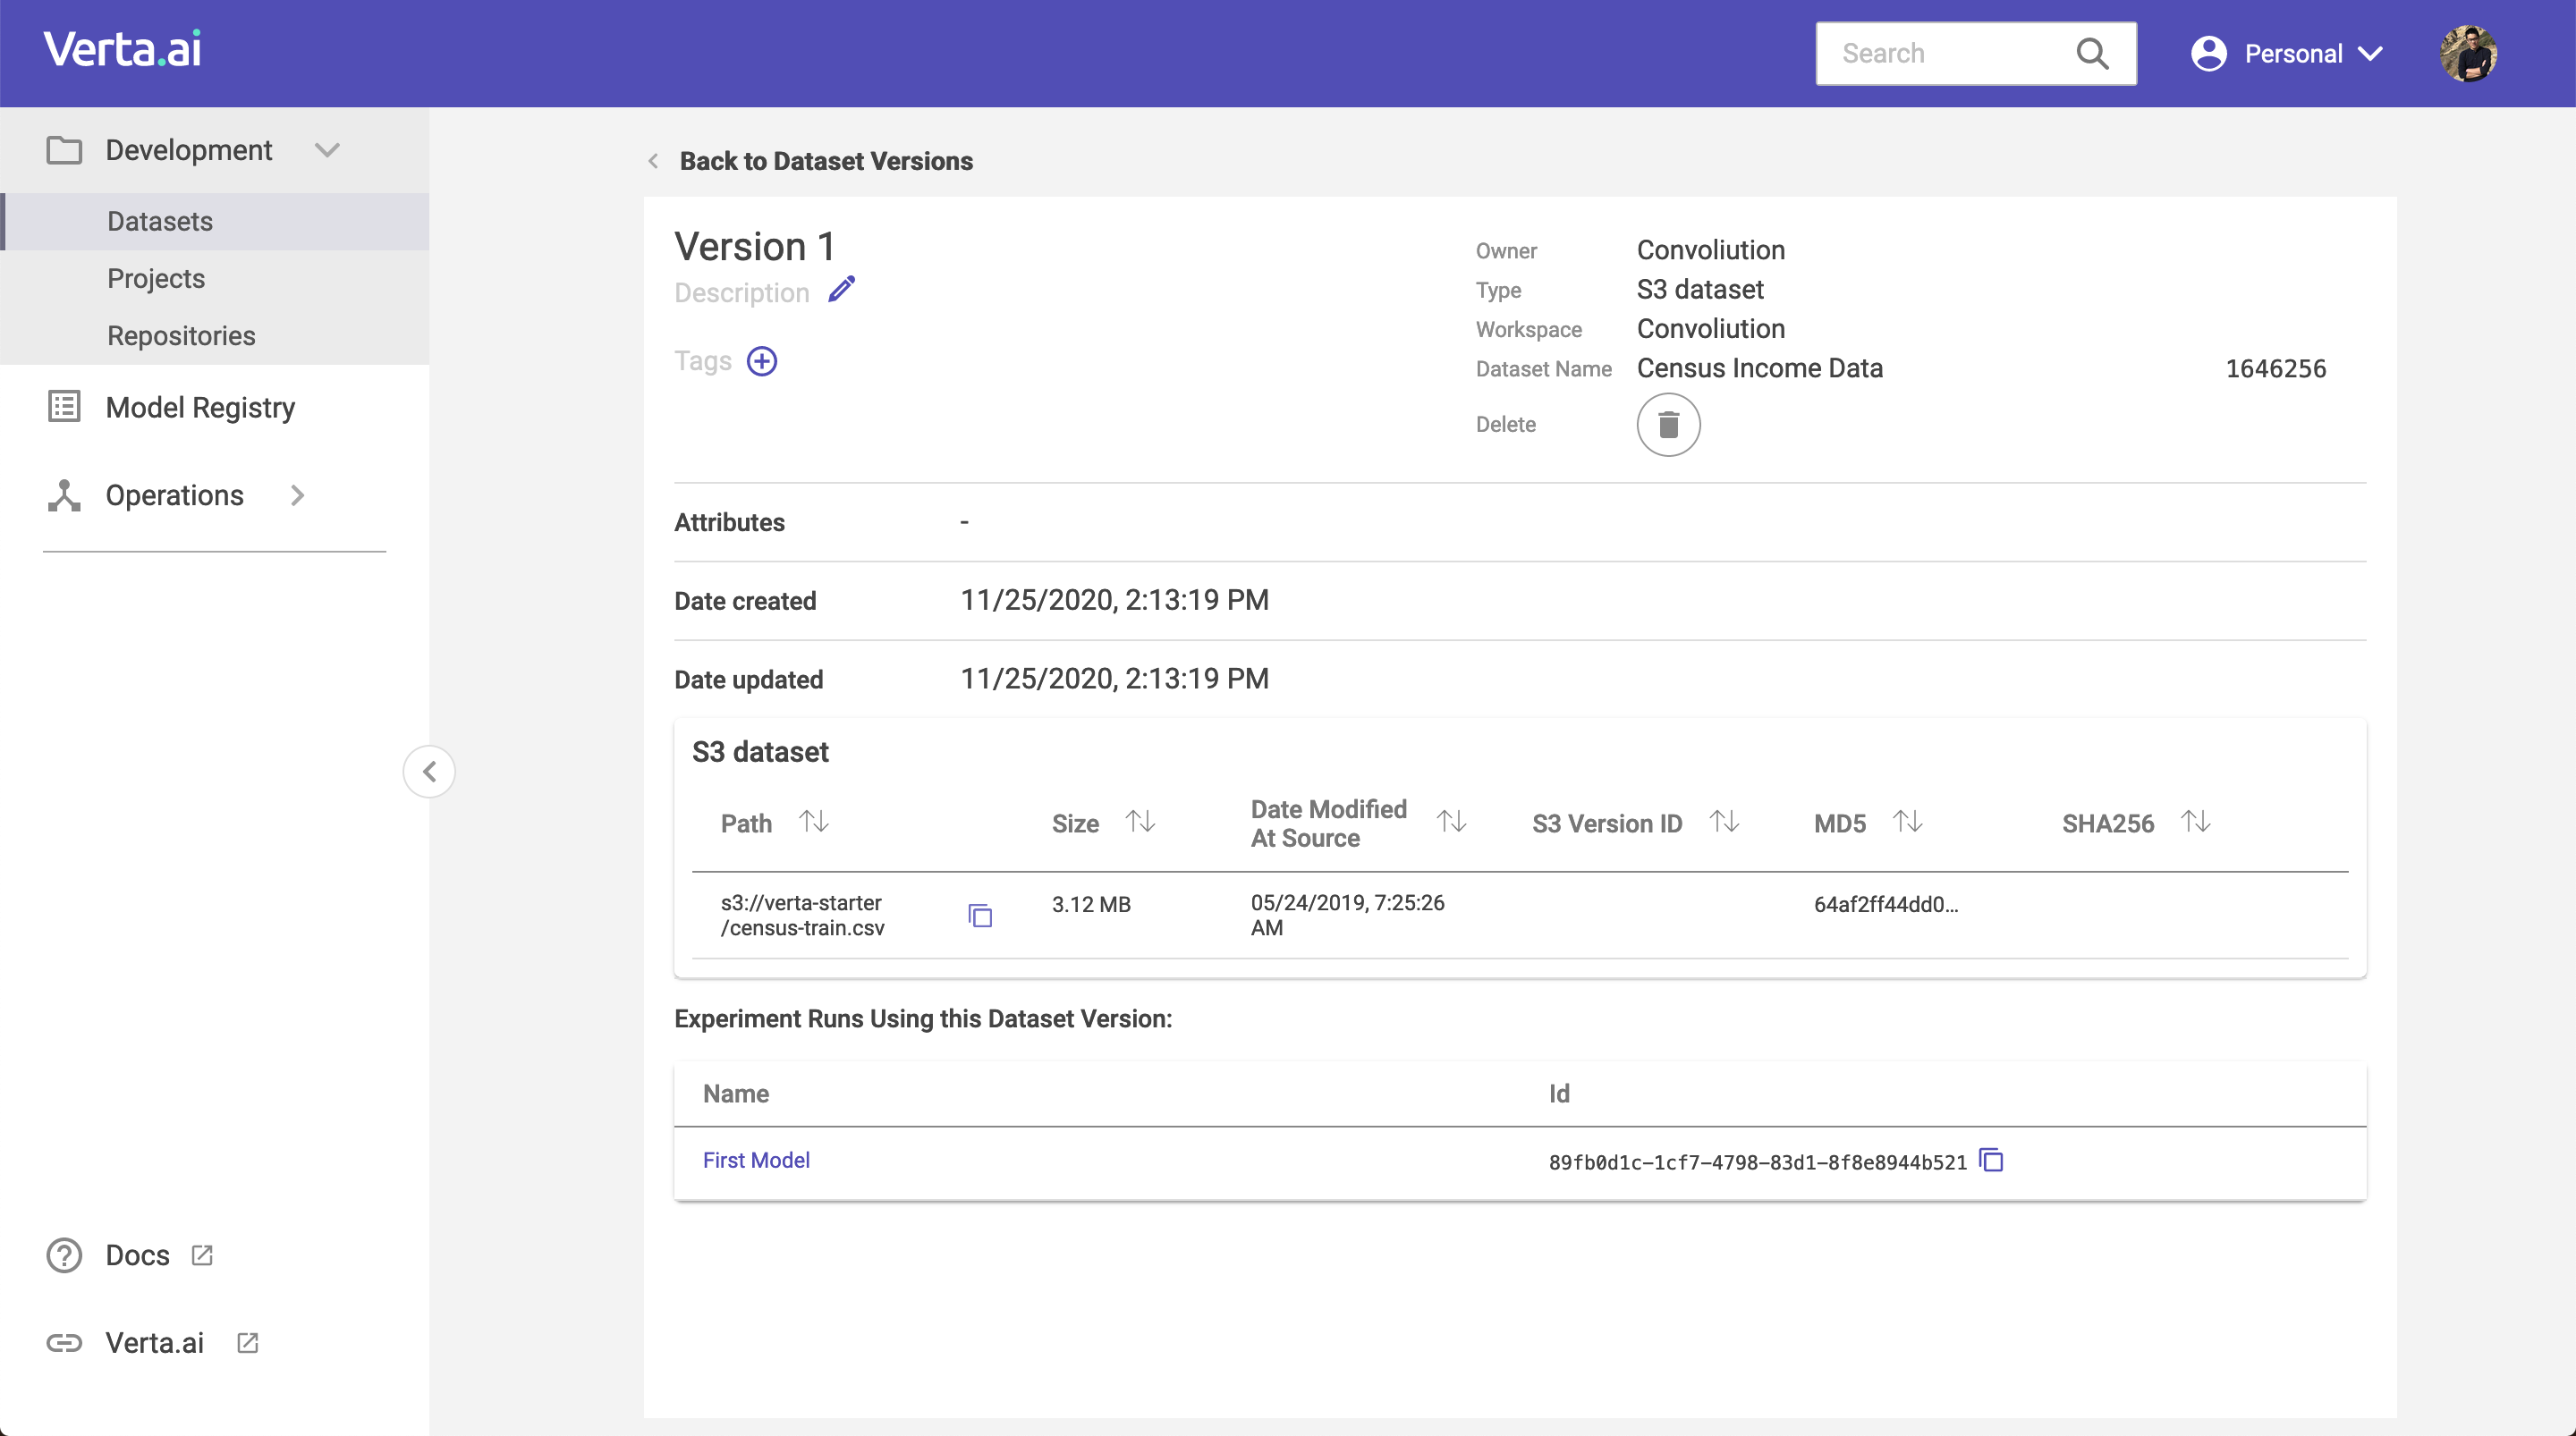 Verta.ai
Search
Personal
Development
Datasets
Projects
Repositories
Model Registry
Operations
Docs
Verta.ai
Back to Dataset Versions
Version 1
Description
Tags
Owner Convoliution
Type S3 dataset
Workspace Convoliution
Dataset Name Census Income Data 1646256
Delete
Attributes -
Date created 11/25/2020, 2:13:19 PM
Date updated 11/25/2020, 2:13:19 PM
S3 dataset
Path Size Date Modified At Source S3 Version ID MD5 SHA256
s3://verta-starter 3.12 MB 05/24/2019, 7:25:26 64af2ff44dd0...
/census-train.csv AM
Experiment Runs Using this Dataset Version:
Name Id
First Model 89fb0d1c-1cf7-4798-83d1-8f8e8944b521